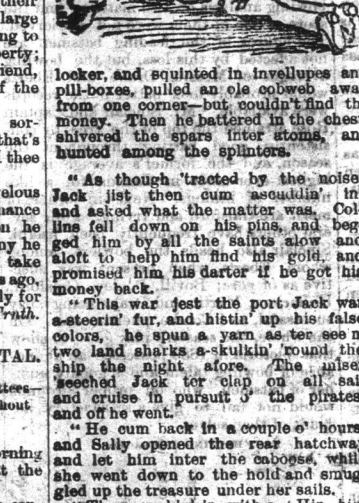 their
large
ng to
erty;
iend,
f the
sor-
that's
thee
elous
nance
n he
ny he
take
s ago,
ly for
Truth.
TAL.
ttees—
hout
orning
t the
locker, and squinted in invellupes an
pill-boxes, pulled an ole cobweb awa
from one corner—but couldn't find th
money. Then he battered in the ches
shivered the spars inter atoms, an
hunted among the splinters.
"As though 'tracted by the noise
Jack jist then cum ascuddin' in
and asked what the matter was. Col
lins fell down on his pins, and beg
ged him by all the saints alow and
aloft to help him find his gold, and
promised him his darter if he got his
money back.
"This war jest the port Jack wa
a-steerin' fur, and histin' up his false
colors, he spun a yarn as ter see'n
two land sharks a-skulkin' 'round the
ship the night afore. The mise
'seeched Jack ter clap on all sai
and cruise in pursuit o' the pirates
and off he went.
"He cum back in a couple o' hours
and Sally opened the rear hatchwa
and let him inter the caboose, whil
she went down to the hold and smug
gled up the treasure under her sails.